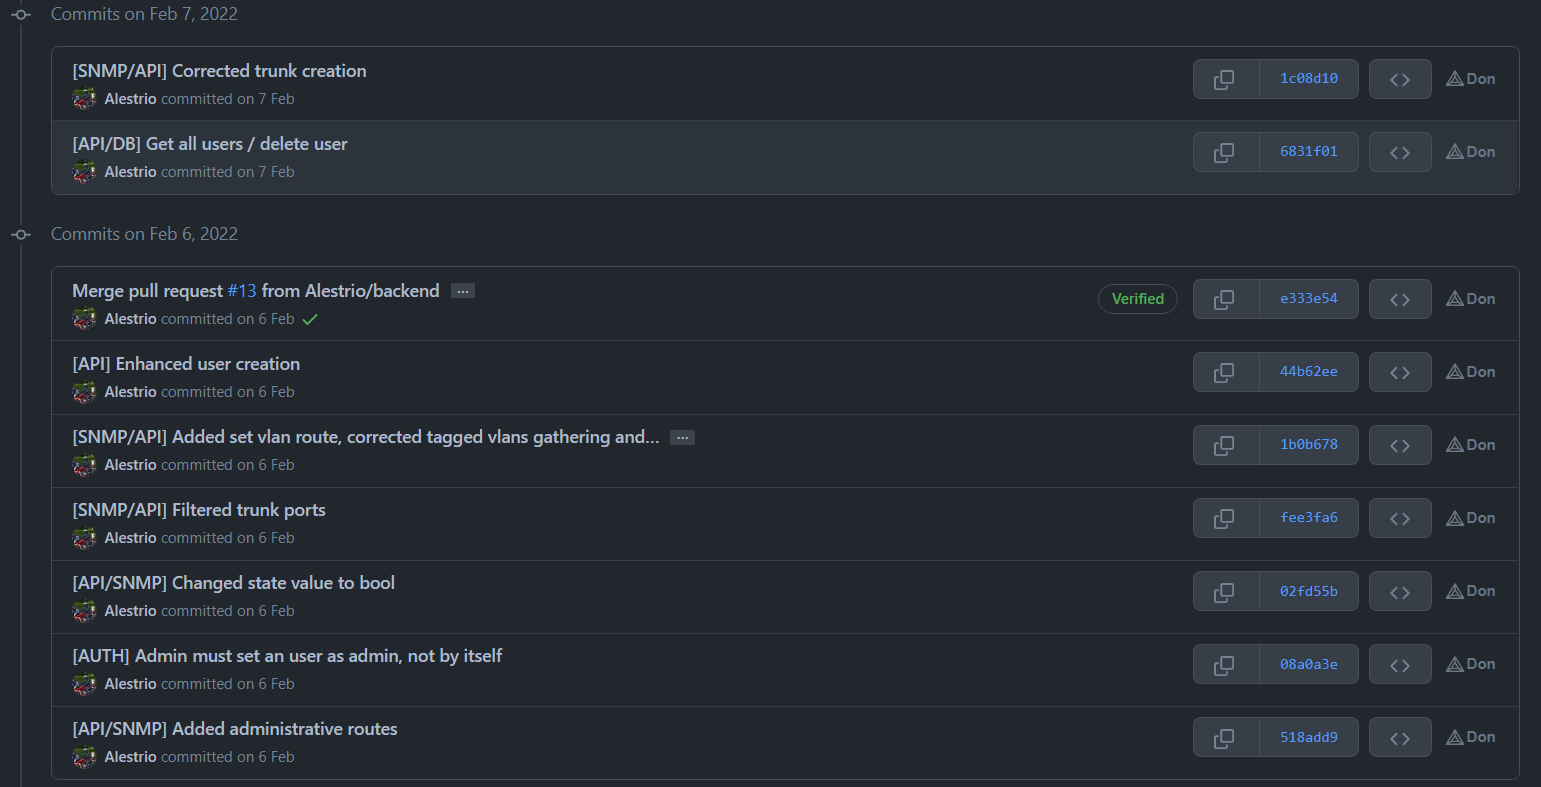 Commits on Feb 7, 2022
[SNMP/API] Corrected trunk creation
Alestrio committed on 7 Feb
1c08d10
<> Don
[API/DB] Get all users / delete user
Alestrio committed on 7 Feb
6831f01
<> Don
Commits on Feb 6, 2022
Merge pull request #13 from Alestrio/backend ...
Alestrio committed on 6 Feb
Verified
e333e54
<> Don
[API] Enhanced user creation
Alestrio committed on 6 Feb
44b62ee
<> Don
[SNMP/API] Added set vlan route, corrected tagged vlans gathering and... ...
Alestrio committed on 6 Feb
1b0b678
<> Don
[SNMP/API] Filtered trunk ports
Alestrio committed on 6 Feb
fee3fa6
<> Don
[API/SNMP] Changed state value to bool
Alestrio committed on 6 Feb
02fd55b
<> Don
[AUTH] Admin must set an user as admin, not by itself
Alestrio committed on 6 Feb
08a0a3e
<> Don
[API/SNMP] Added administrative routes
Alestrio committed on 6 Feb
518add9
<> Don